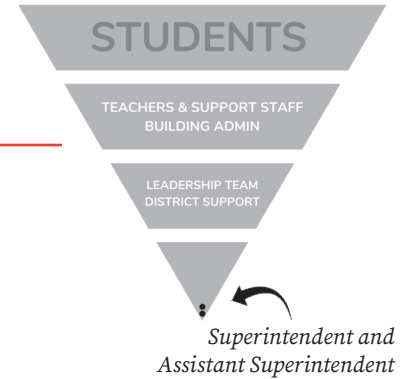 STUDENTS
TEACHERS & SUPPORT STAFF
BUILDING ADMIN
LEADERSHIP TEAM
DISTRICT SUPPORT
Superintendent and
Assistant Superintendent